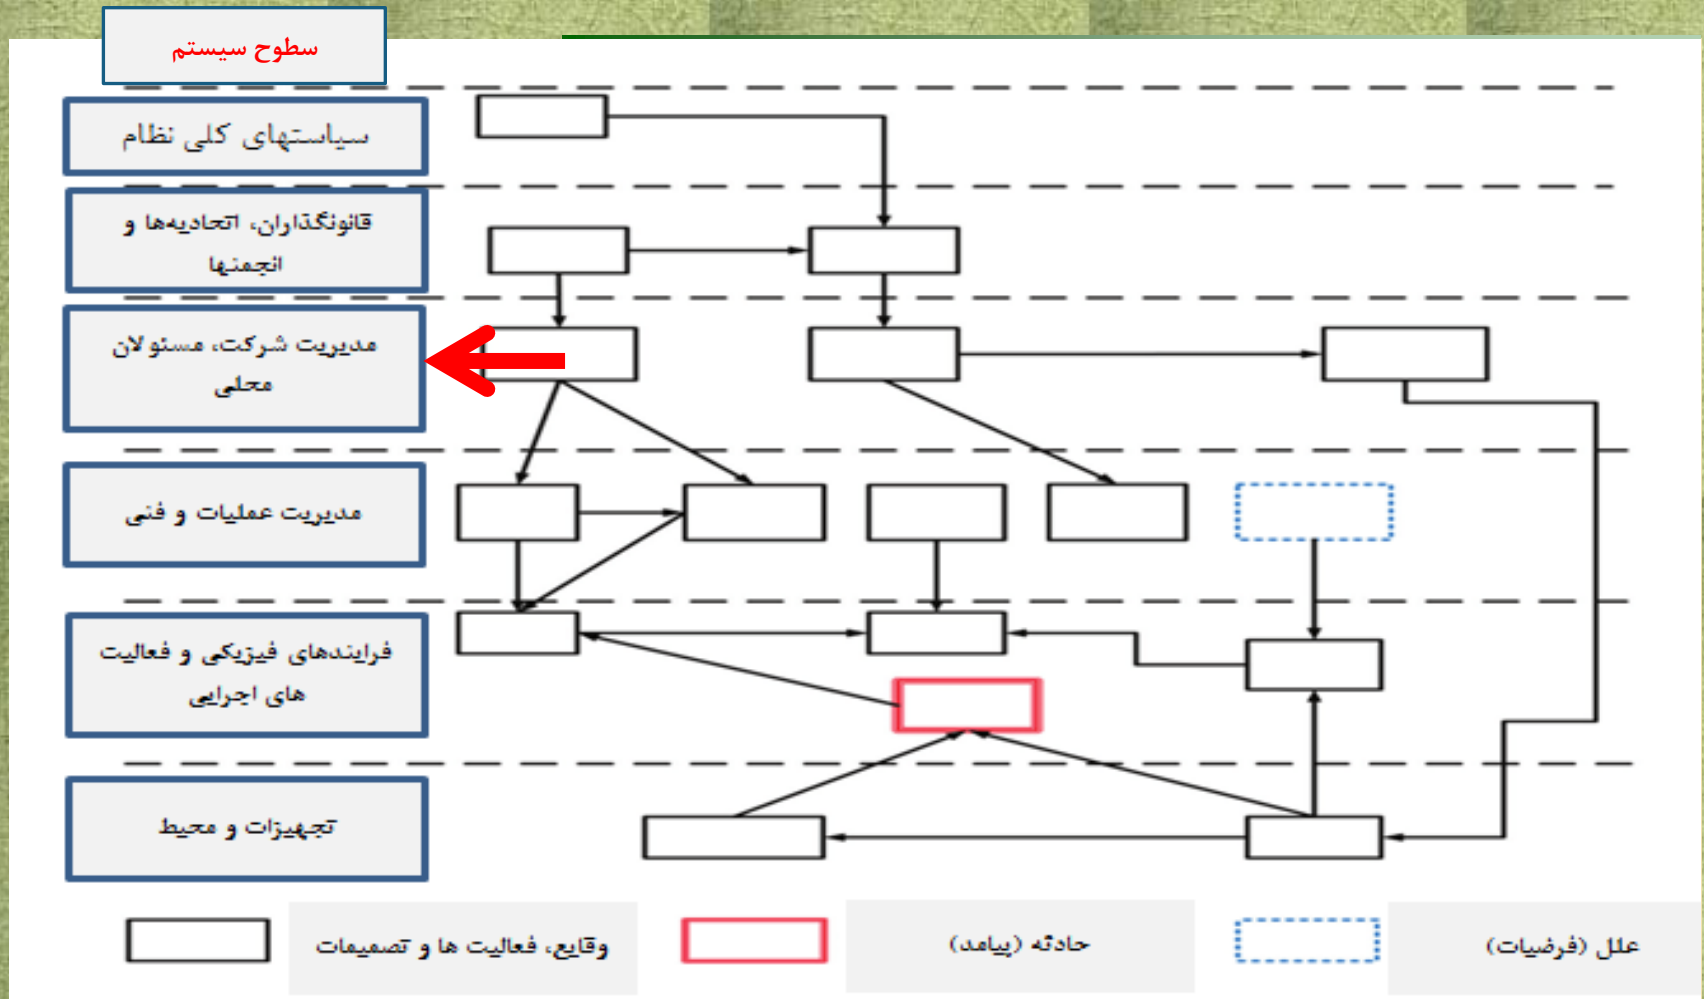 سطوح سیستم
سیاستهای کلی نظام
قانونگذاران، اتحادیه‌ها و
انجمنها
مدیریت شرکت، مسئولان
محلی
مدیریت عملیات و فنی
فرایندهای فیزیکی و فعالیت
های اجرایی
تجهیزات و محیط
وقایع، فعالیت ها و تصمیمات
حادثه (پیامد)
علل (فرضیات)